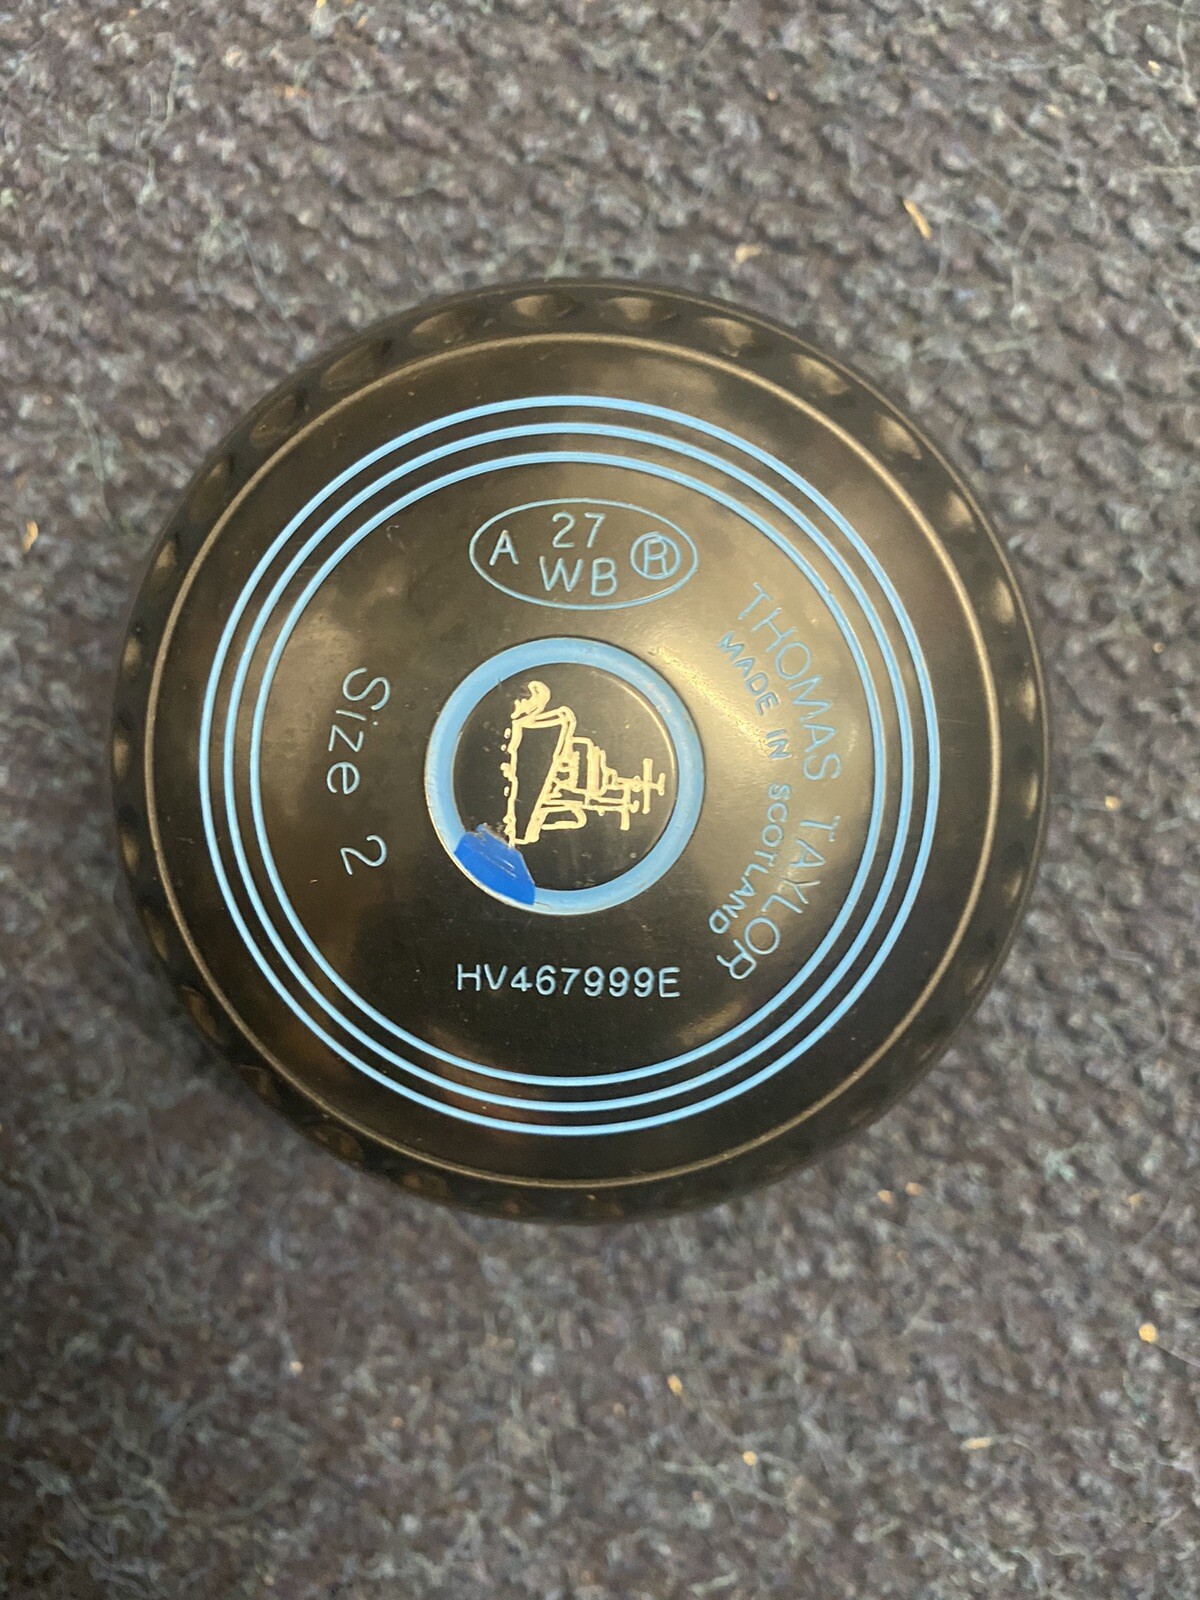 A 27 ®
WB
THOMAS TAYLOR
MADE IN SCOTLAND
Size 2
HV467999E